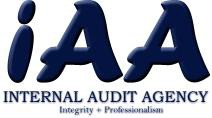 iAA
INTERNAL AUDIT AGENCY
Integrity + Professionalism